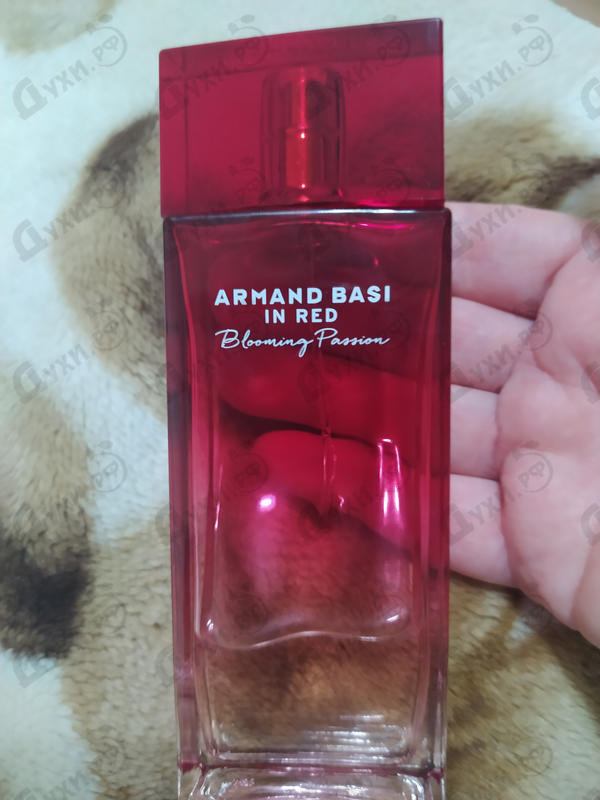 ARMAND BASI
IN RED
Blooming Passion
Духи.РФ